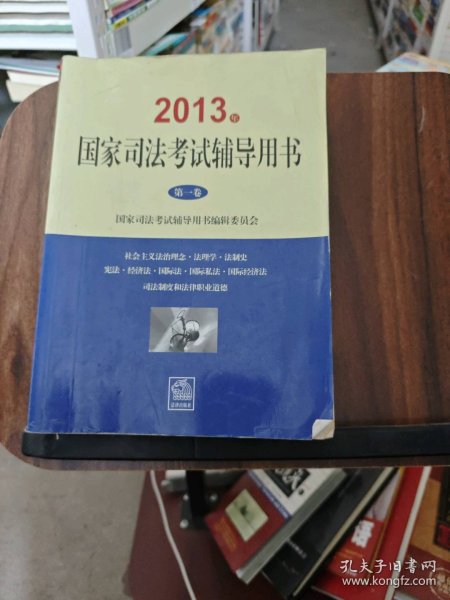 2013年
国家司法考试辅导用书
第一卷
国家司法考试辅导用书编辑委员会
社会主义法治理念·法理学·法制史
宪法·经济法·国际法·国际私法·国际经济法
司法制度和法律职业道德
法律出版社
语
孔夫子旧书网
www.kongfz.com